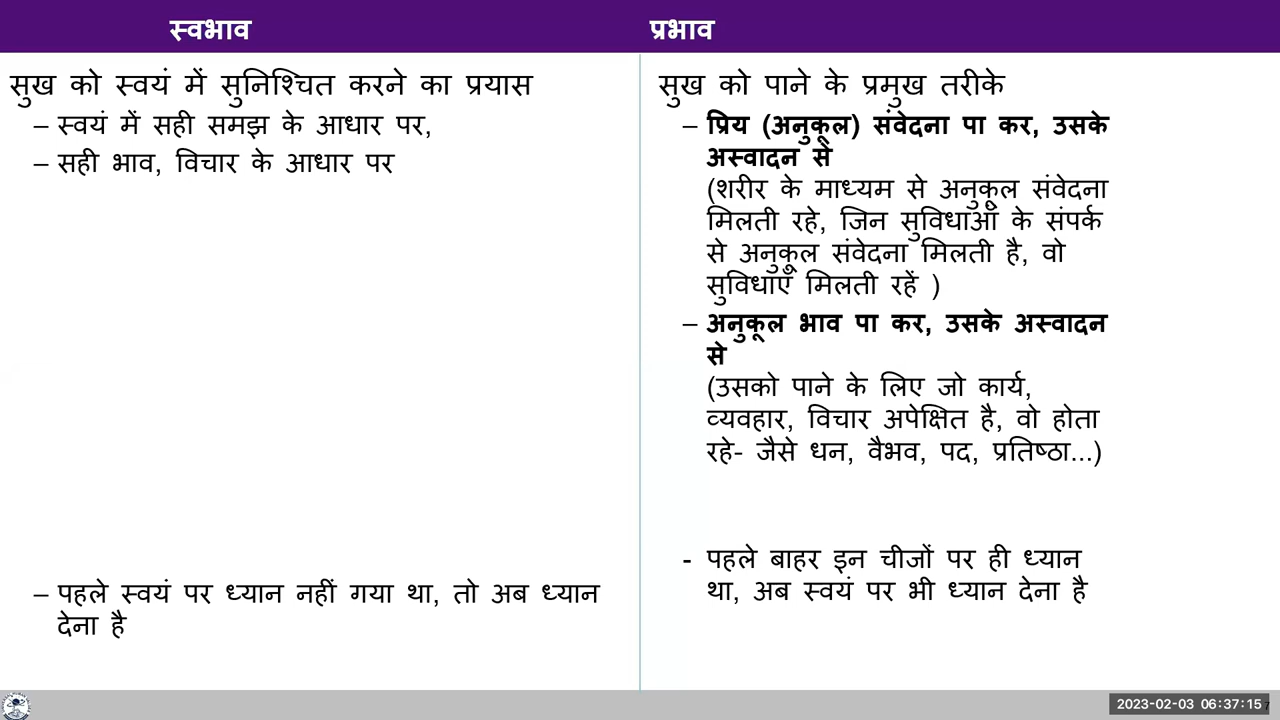 स्वभाव
प्रभाव
सुख को स्वयं में सुनिश्चित करने का प्रयास
– स्वयं में सही समझ के आधार पर,
– सही भाव, विचार के आधार पर
– पहले स्वयं पर ध्यान नहीं गया था, तो अब ध्यान
देना है
सुख को पाने के प्रमुख तरीके
– प्रिय (अनुकूल) संवेदना पा कर, उसके
अस्वादन से
(शरीर के माध्यम से अनुकूल संवेदना
मिलती रहे, जिन सुविधाओं के संपर्क
से अनुकूल संवेदना मिलती है, वो
सुविधाएँ मिलती रहें )
– अनुकूल भाव पा कर, उसके अस्वादन
से
(उसको पाने के लिए जो कार्य,
व्यवहार, विचार अपेक्षित है, वो होता
रहे- जैसे धन, वैभव, पद, प्रतिष्ठा...)
- पहले बाहर इन चीजों पर ही ध्यान
था, अब स्वयं पर भी ध्यान देना है
2023-02-03 06:37:15
7